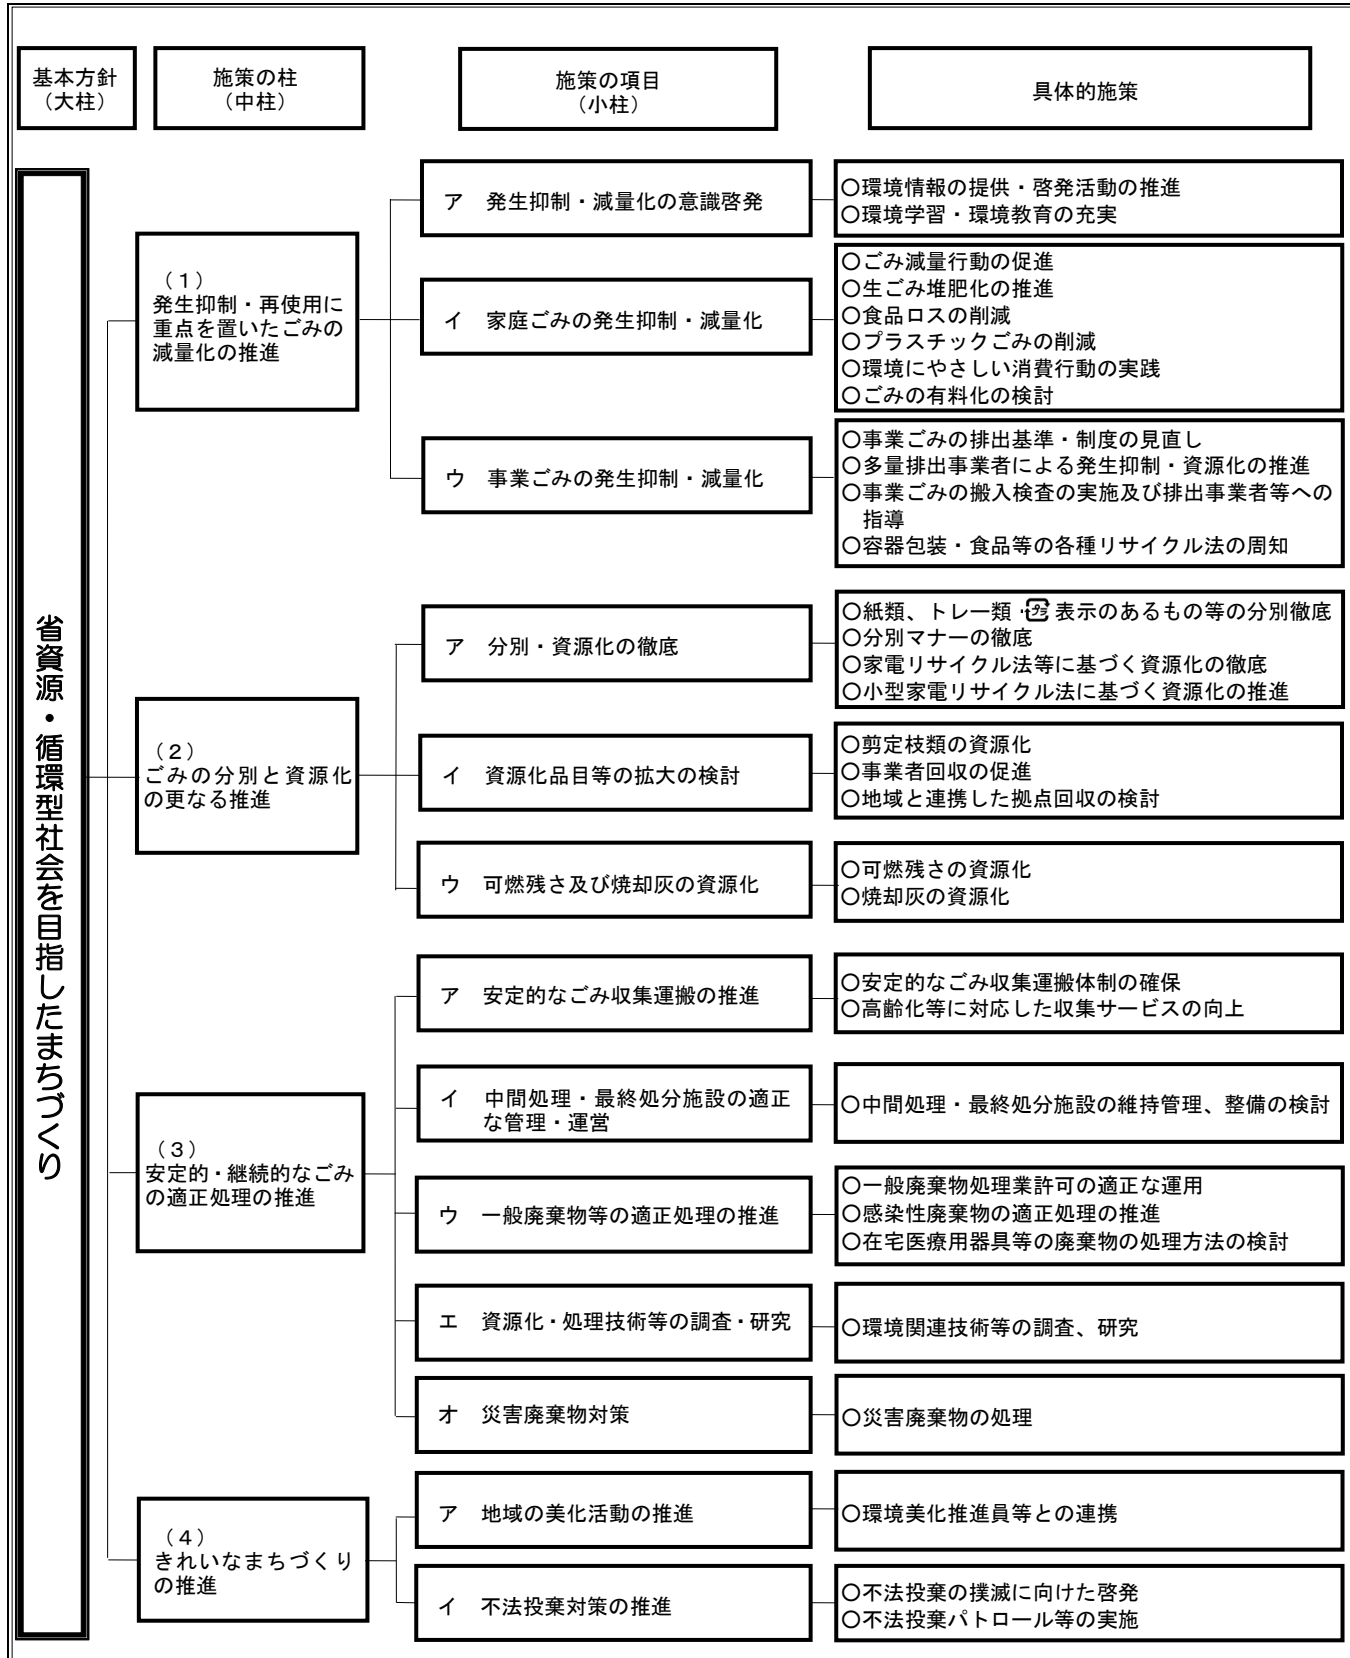 基本方針
（大柱）
施策の柱
（中柱）
施策の項目
（小柱）
具体的施策
省資源・循環型社会を目指したまちづくり
（１）
発生抑制・再使用に
重点を置いたごみの
減量化の推進
ア　発生抑制・減量化の意識啓発
〇環境情報の提供・啓発活動の推進
〇環境学習・環境教育の充実
イ　家庭ごみの発生抑制・減量化
〇ごみ減量行動の促進
〇生ごみ堆肥化の推進
〇食品ロスの削減
〇プラスチックごみの削減
〇環境にやさしい消費行動の実践
〇ごみの有料化の検討
ウ　事業ごみの発生抑制・減量化
〇事業ごみの排出基準・制度の見直し
〇多量排出事業者による発生抑制・資源化の推進
〇事業ごみの搬入検査の実施及び排出事業者等への
指導
〇容器包装・食品等の各種リサイクル法の周知
（２）
ごみの分別と資源化
の更なる推進
ア　分別・資源化の徹底
〇紙類、トレー類・プラ表示のあるもの等の分別徹底
〇分別マナーの徹底
〇家電リサイクル法等に基づく資源化の徹底
〇小型家電リサイクル法に基づく資源化の推進
イ　資源化品目等の拡大の検討
〇剪定枝類の資源化
〇事業者回収の促進
〇地域と連携した拠点回収の検討
ウ　可燃残さ及び焼却灰の資源化
〇可燃残さの資源化
〇焼却灰の資源化
（３）
安定的・継続的なごみ
の適正処理の推進
ア　安定的なごみ収集運搬の推進
〇安定的なごみ収集運搬体制の確保
〇高齢化等に対応した収集サービスの向上
イ　中間処理・最終処分施設の適正
な管理・運営
〇中間処理・最終処分施設の維持管理、整備の検討
ウ　一般廃棄物等の適正処理の推進
〇一般廃棄物処理業許可の適正な運用
〇感染性廃棄物の適正処理の推進
〇在宅医療用器具等の廃棄物の処理方法の検討
エ　資源化・処理技術等の調査・研究
〇環境関連技術等の調査、研究
オ　災害廃棄物対策
〇災害廃棄物の処理
（４）
きれいなまちづくり
の推進
ア　地域の美化活動の推進
〇環境美化推進員等との連携
イ　不法投棄対策の推進
〇不法投棄の撲滅に向けた啓発
〇不法投棄パトロール等の実施